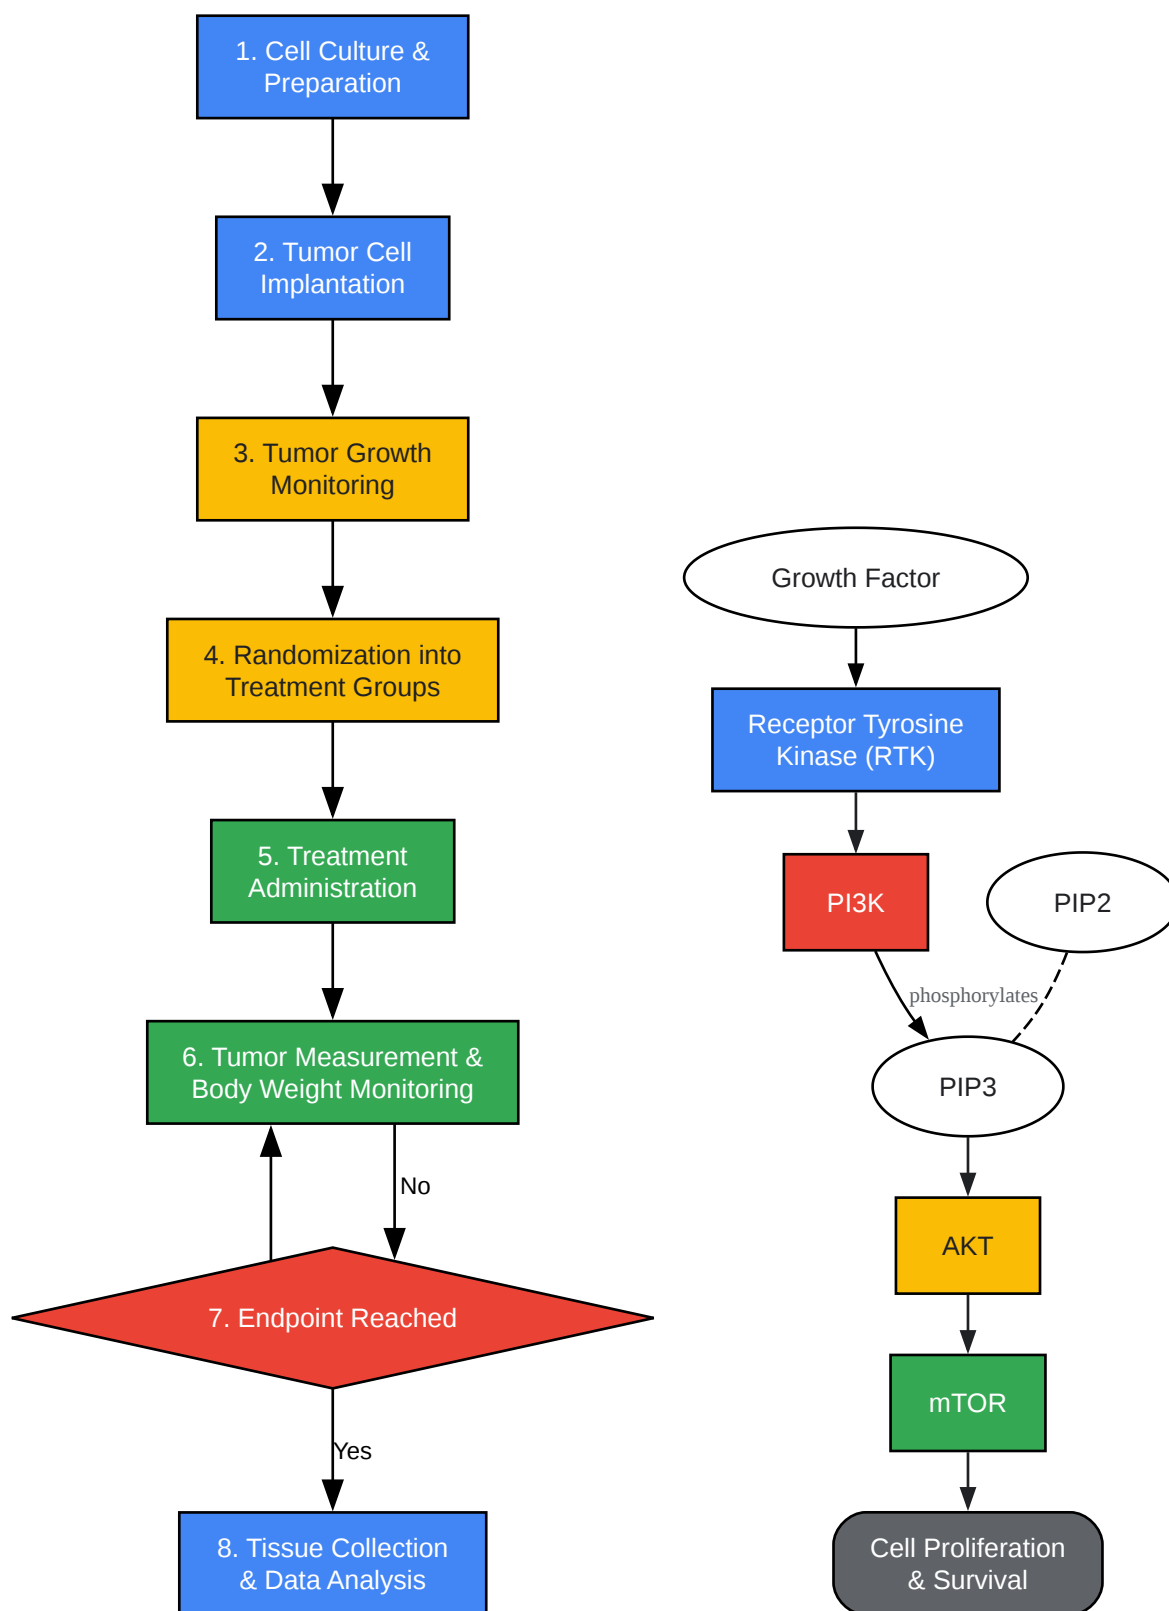 1. Cell Culture &
Preparation
2. Tumor Cell
Implantation
3. Tumor Growth
Monitoring
4. Randomization into
Treatment Groups
5. Treatment
Administration
6. Tumor Measurement &
Body Weight Monitoring
No
7. Endpoint Reached
Yes
8. Tissue Collection
& Data Analysis
Growth Factor
Receptor Tyrosine
Kinase (RTK)
PI3K
PIP2
phosphorylates
PIP3
AKT
mTOR
Cell Proliferation
& Survival